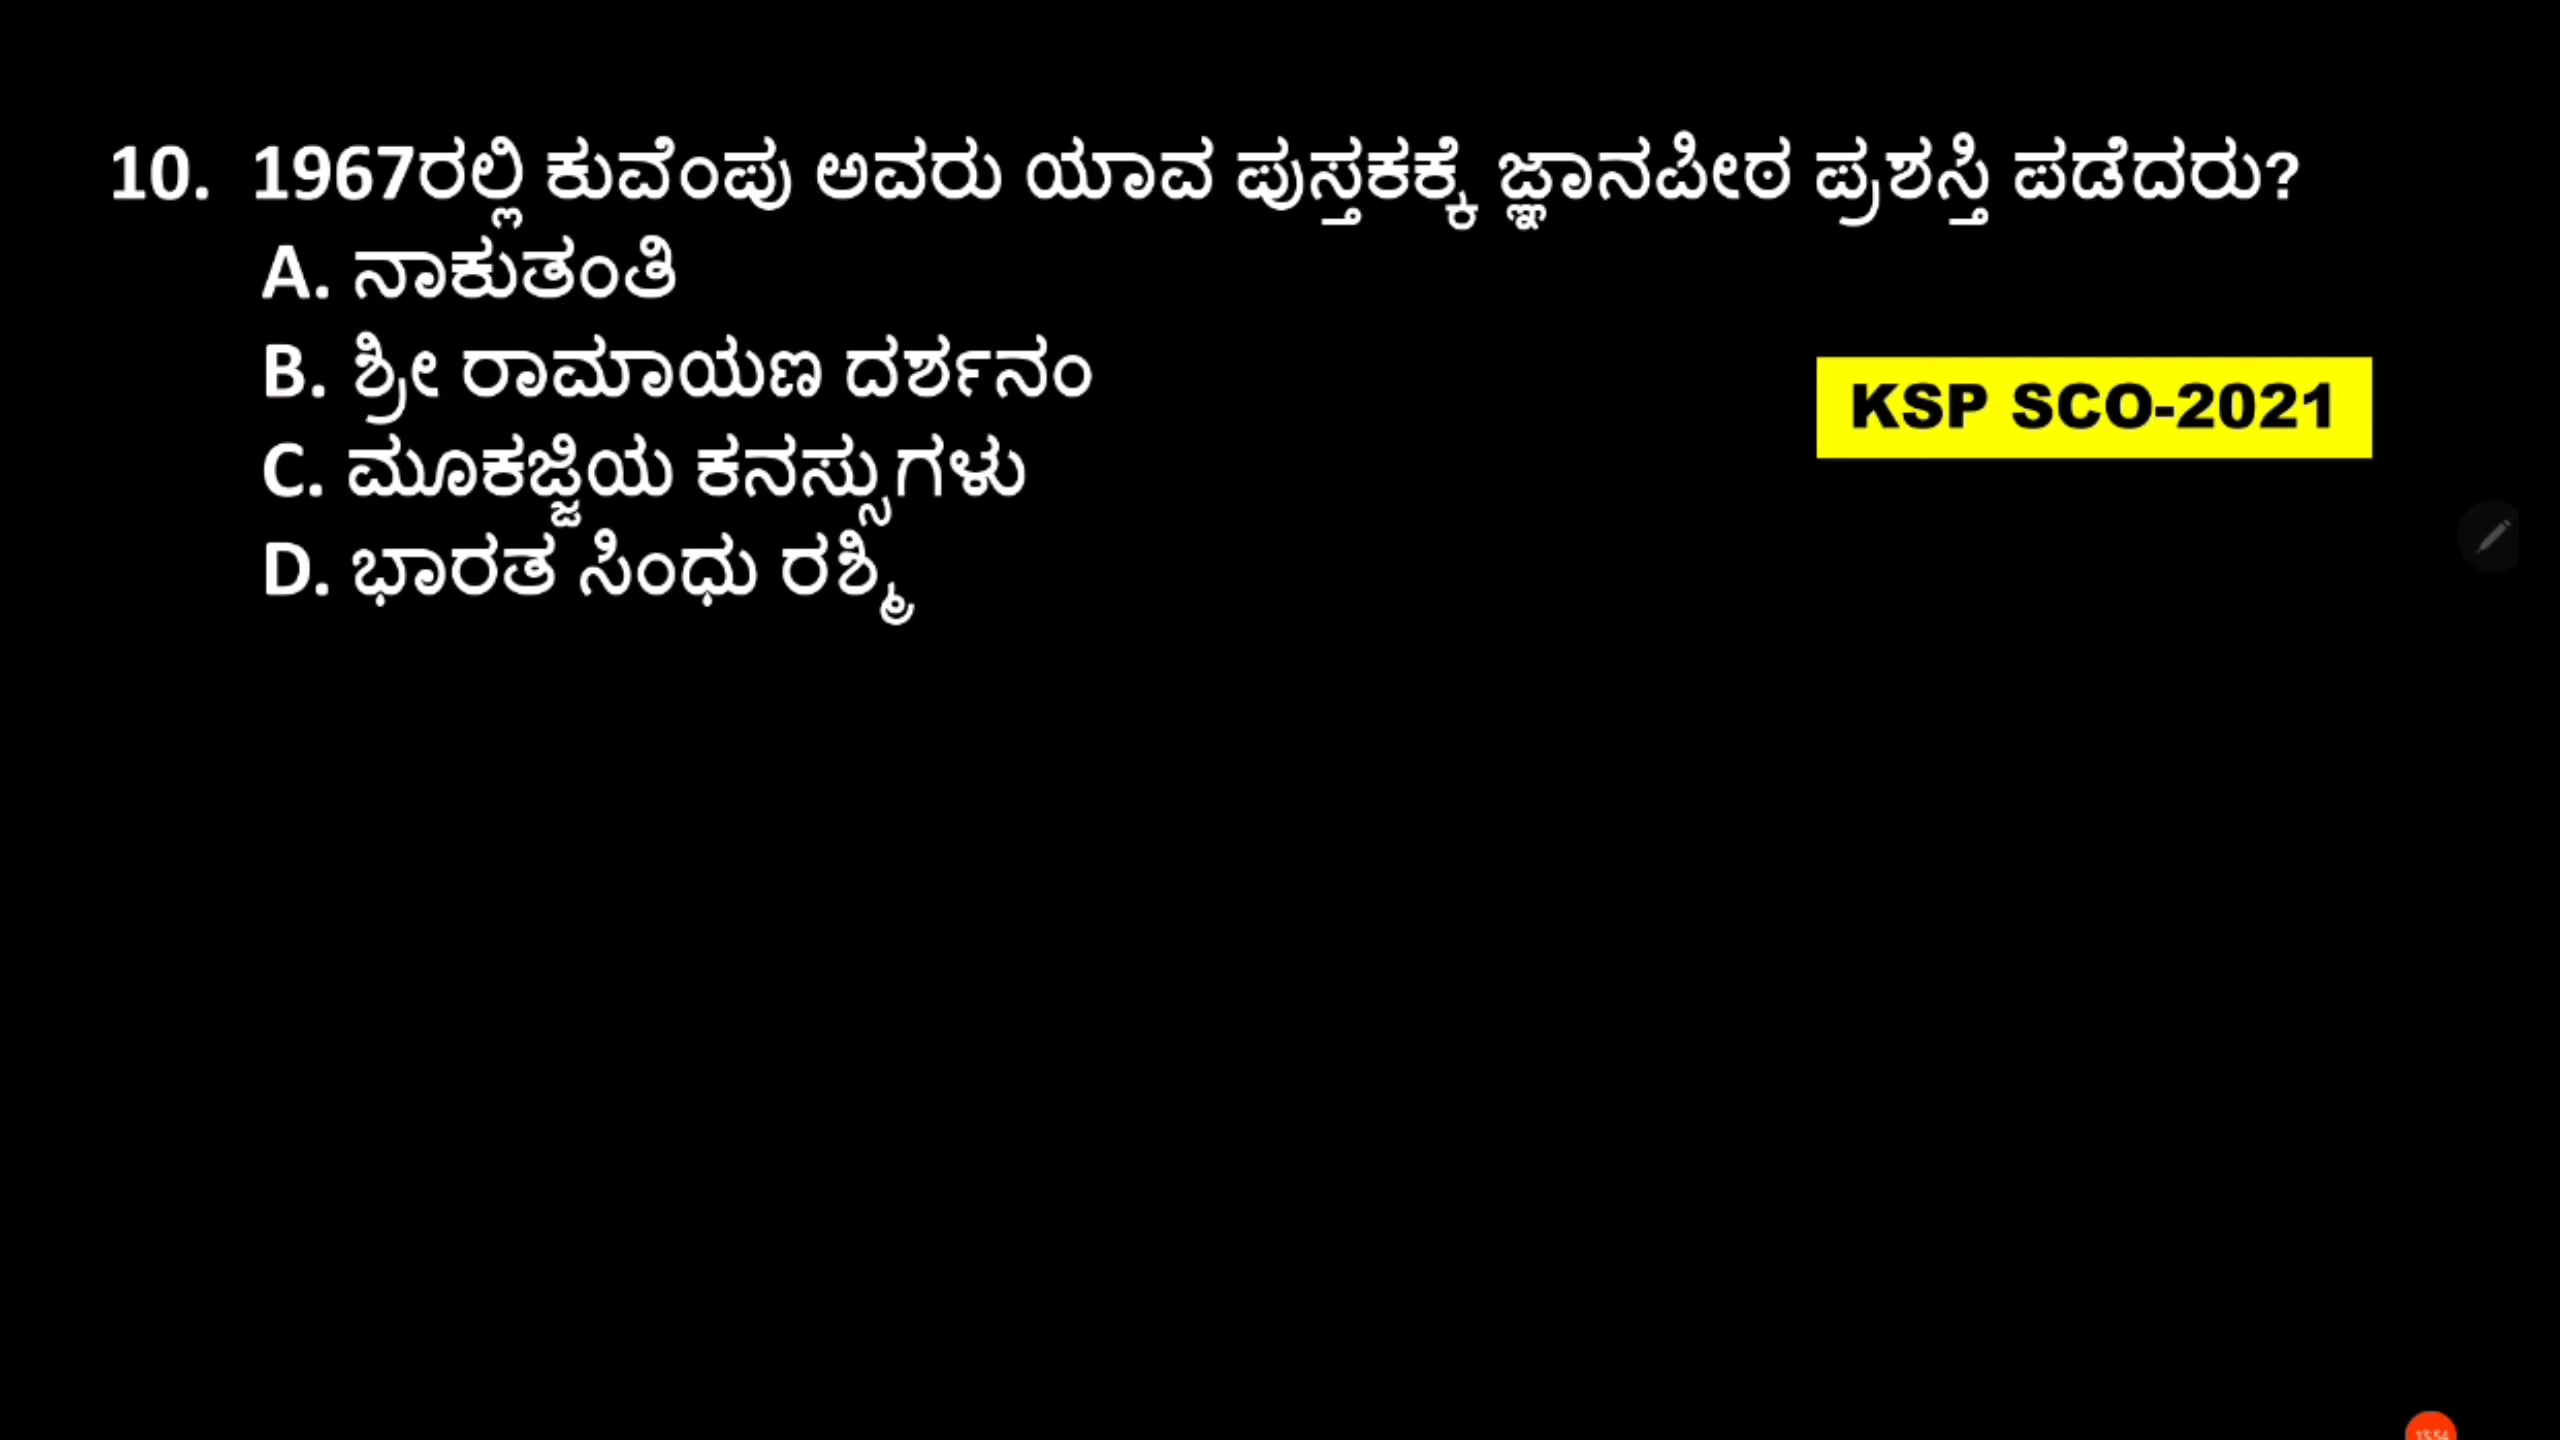 10. 1967ರಲ್ಲಿ ಕುವೆಂಪು ಅವರು ಯಾವ ಪುಸ್ತಕಕ್ಕೆ ಜ್ಞಾನಪೀಠ ಪ್ರಶಸ್ತಿ ಪಡೆದರು?
A. ನಾಕುತಂತಿ
B. ಶ್ರೀ ರಾಮಾಯಣ ದರ್ಶನಂ
KSP SCO-2021
C. ಮೂಕಜ್ಜಿಯ ಕನಸ್ಸುಗಳು
D. ಭಾರತ ಸಿಂಧು ರಶ್ಮಿ